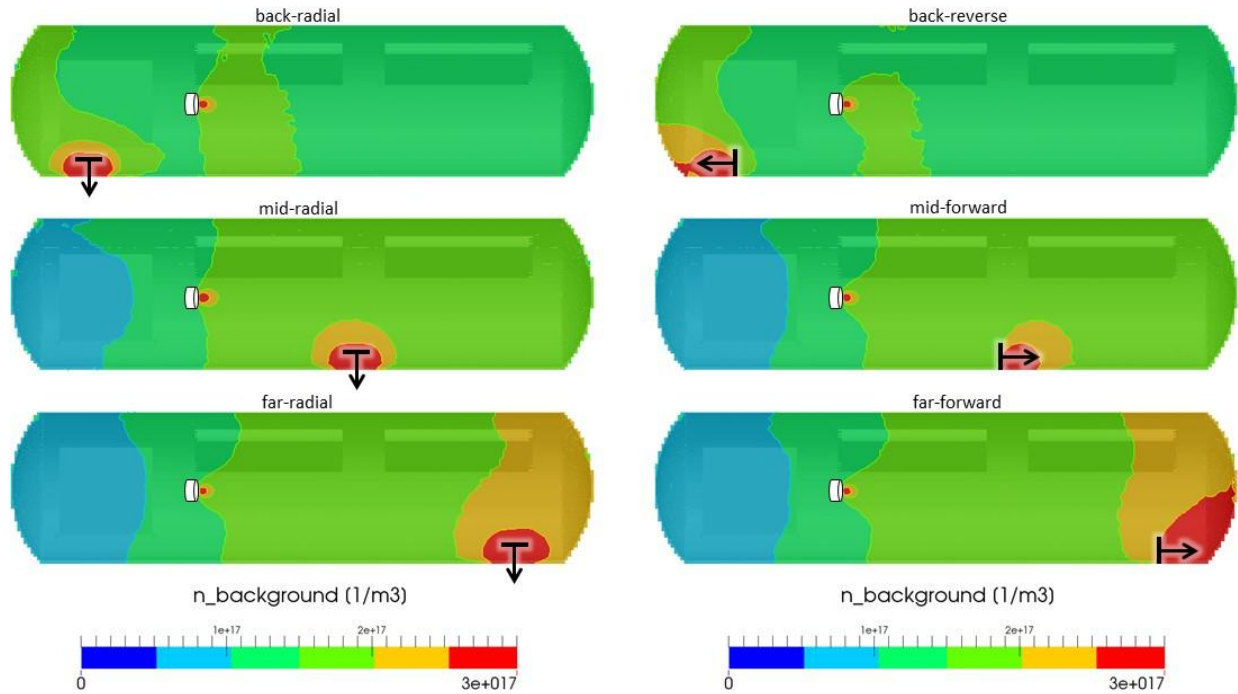 back-radial
back-reverse
mid-radial
mid-forward
far-radial
far-forward
n_background (1/m3)
n_background (1/m3)
1e+17 2e+17
1e+17 2e+17
0 3e+017
0 3e+017